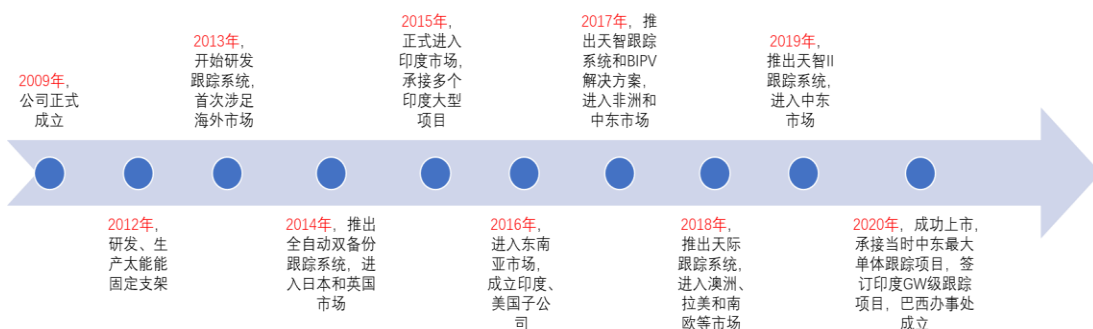 2009年，
公司正式
成立
2012年，
研发、生
产太能能
固定支架
2013年，
开始研发
跟踪系统，
首次涉足
海外市场
2014年，推出
全自动双备份
跟踪系统，进
入日本和英国
市场
2015年，
正式进入
印度市场，
承接多个
印度大型
项目
2016年，
进入东南
亚市场，
成立印度、
美国子公
司
2017年，推
出天智跟踪
系统和BIPV
解决方案，
进入非洲和
中东市场
2018年，
推出天际
跟踪系统，
进入澳洲、
拉美和南
欧等市场
2019年，
推出天智II
跟踪系统，
进入中东
市场
2020年，成功上市，
承接当时中东最大
单体跟踪项目，签
订印度GW级跟踪
项目，巴西办事处
成立